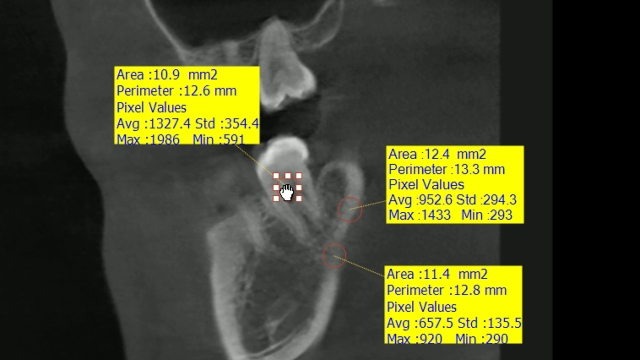 Area :10.9 mm2
Perimeter :12.6 mm
Pixel Values
Avg :1327.4 Std :354.4
Max :1986 Min :591
Area :12.4 mm2
Perimeter :13.3 mm
Pixel Values
Avg :952.6 Std :294.3
Max :1433 Min :293
Area :11.4 mm2
Perimeter :12.8 mm
Pixel Values
Avg :657.5 Std :135.5
Max :920 Min :290